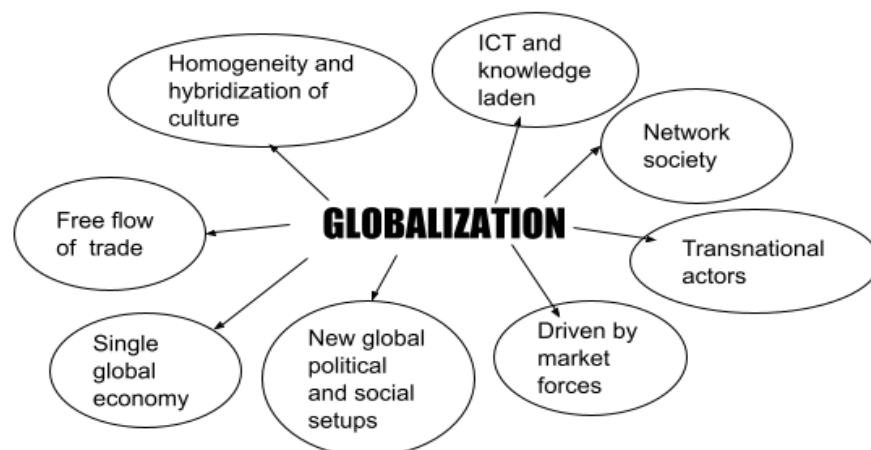 Homogeneity and
hybridization of
culture
ICT and
knowledge
laden
Network
society
Free flow
of trade
GLOBALIZATION
Transnational
actors
Single
global
economy
New global
political
and social
setups
Driven by
market
forces